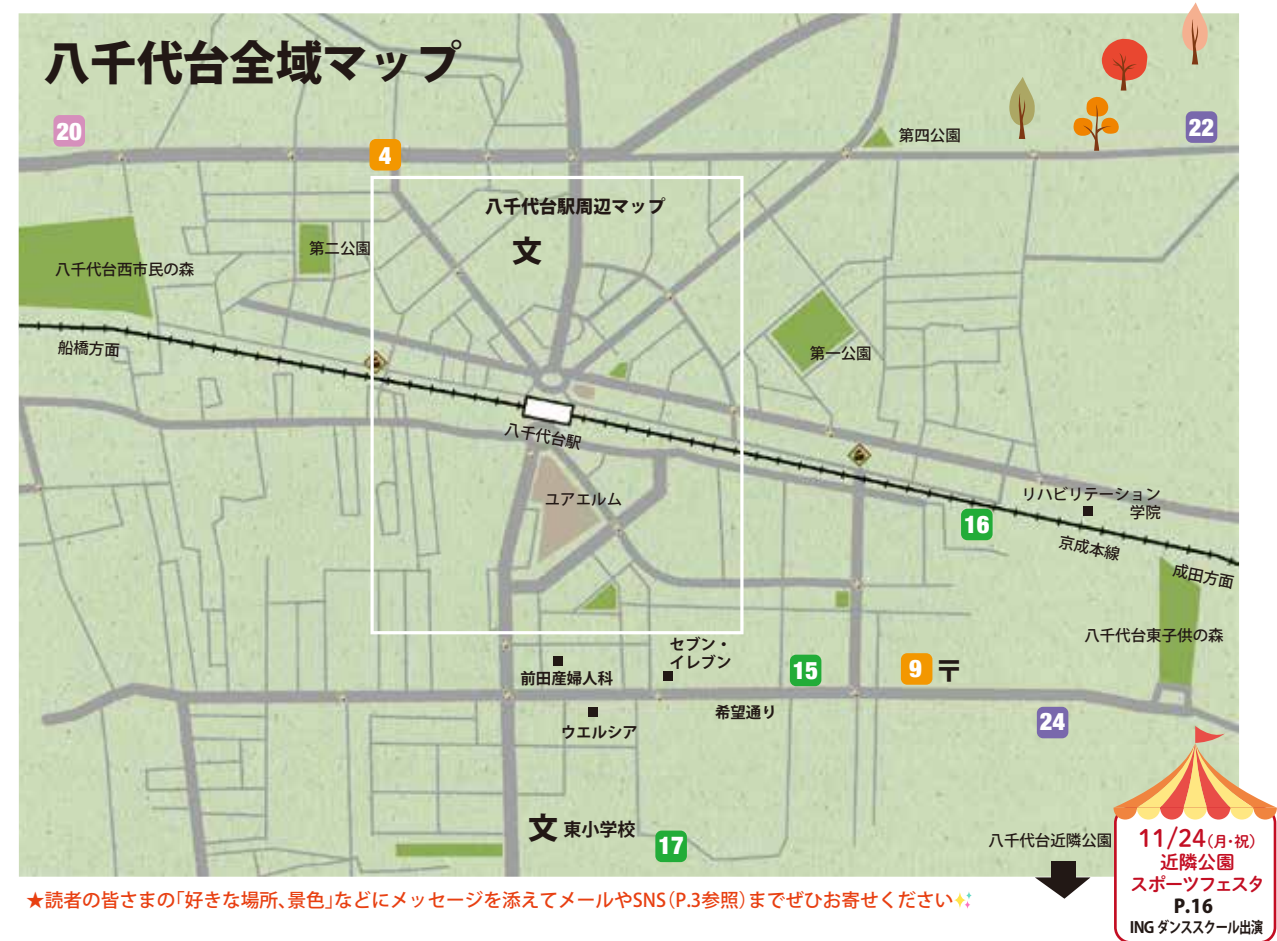 八千代台全域マップ
20
4
22
第四公園
八千代台駅周辺マップ
文
第二公園
八千代台西市民の森
船橋方面
第一公園
八千代台駅
ユアエルム
リハビリテーション
学院
16
京成本線
成田方面
八千代台東子供の森
セブン・
イレブン
前田産婦人科
15
9 〒
希望通り
ウエルシア
24
文 東小学校
17
八千代台近隣公園
11/24(月・祝)
近隣公園
スポーツフェスタ
P.16
ING ダンススクール出演
★読者の皆さまの「好きな場所、景色」などにメッセージを添えてメールやSNS(P.3参照)までぜひお寄せください